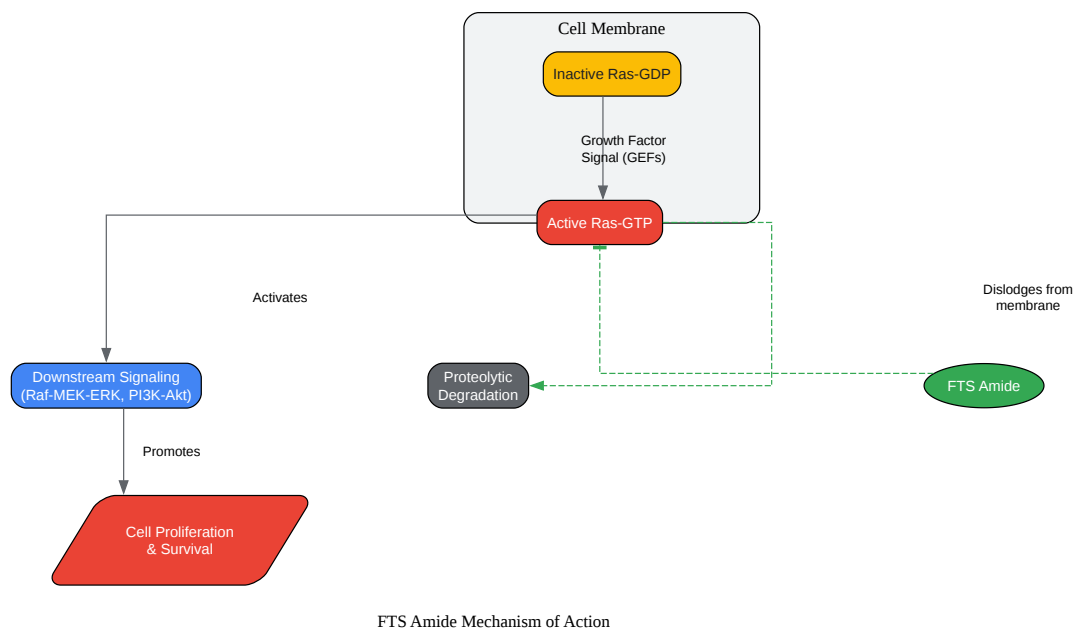 Cell Membrane
Inactive Ras-GDP
Growth Factor
Signal (GEFs)
Active Ras-GTP
Dislodges from
membrane
Activates
Downstream Signaling
(Raf-MEK-ERK, PI3K-Akt)
Proteolytic
Degradation
FTS Amide
Promotes
Cell Proliferation
& Survival
FTS Amide Mechanism of Action